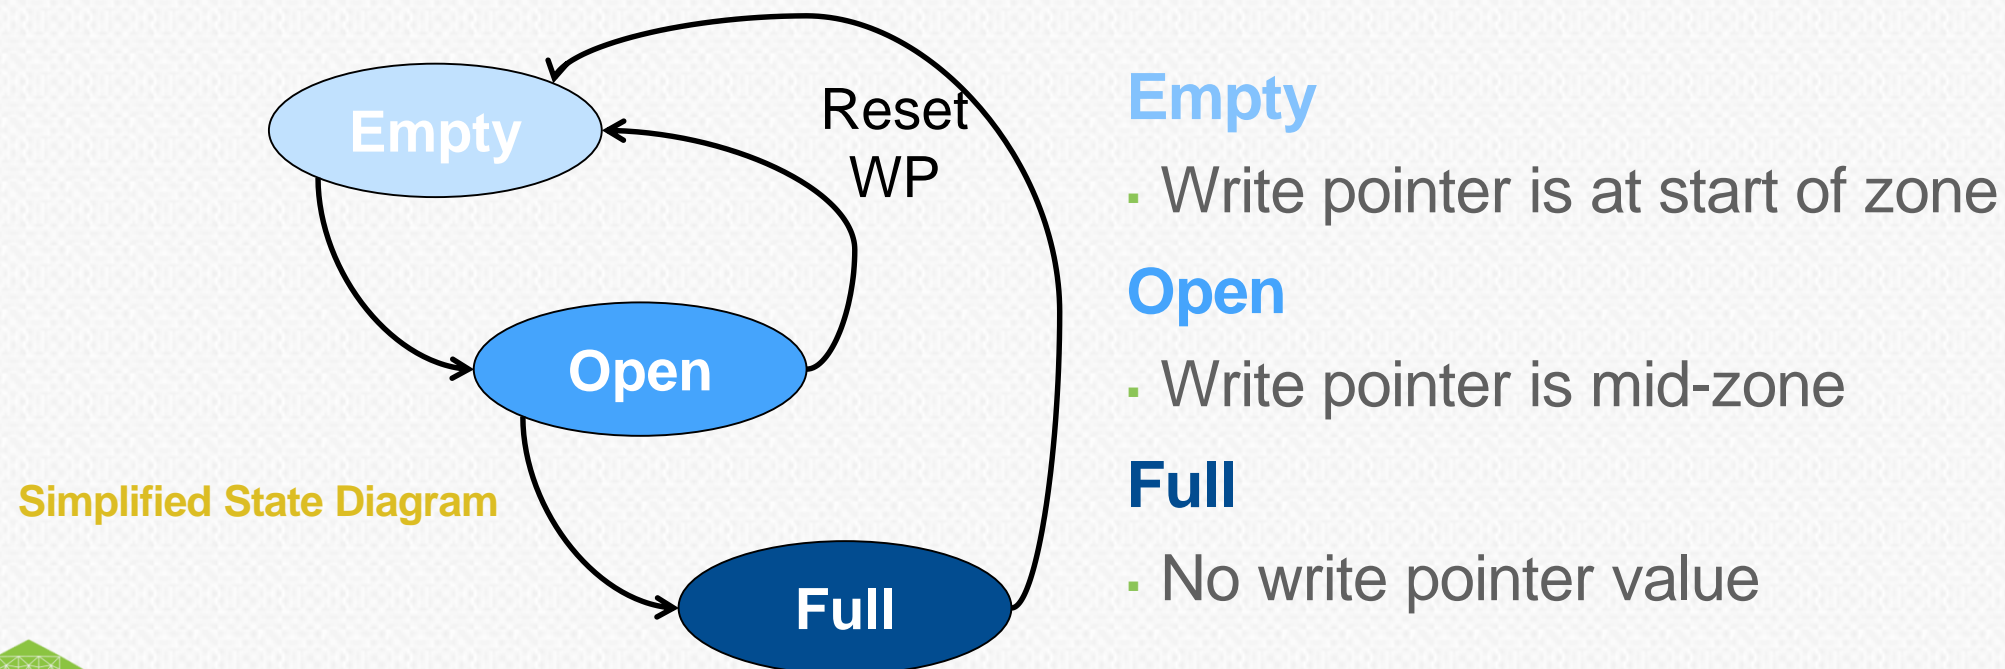 Empty
Reset
WP
Open
Simplified State Diagram
Full
Empty
▪ Write pointer is at start of zone
Open
▪ Write pointer is mid-zone
Full
▪ No write pointer value